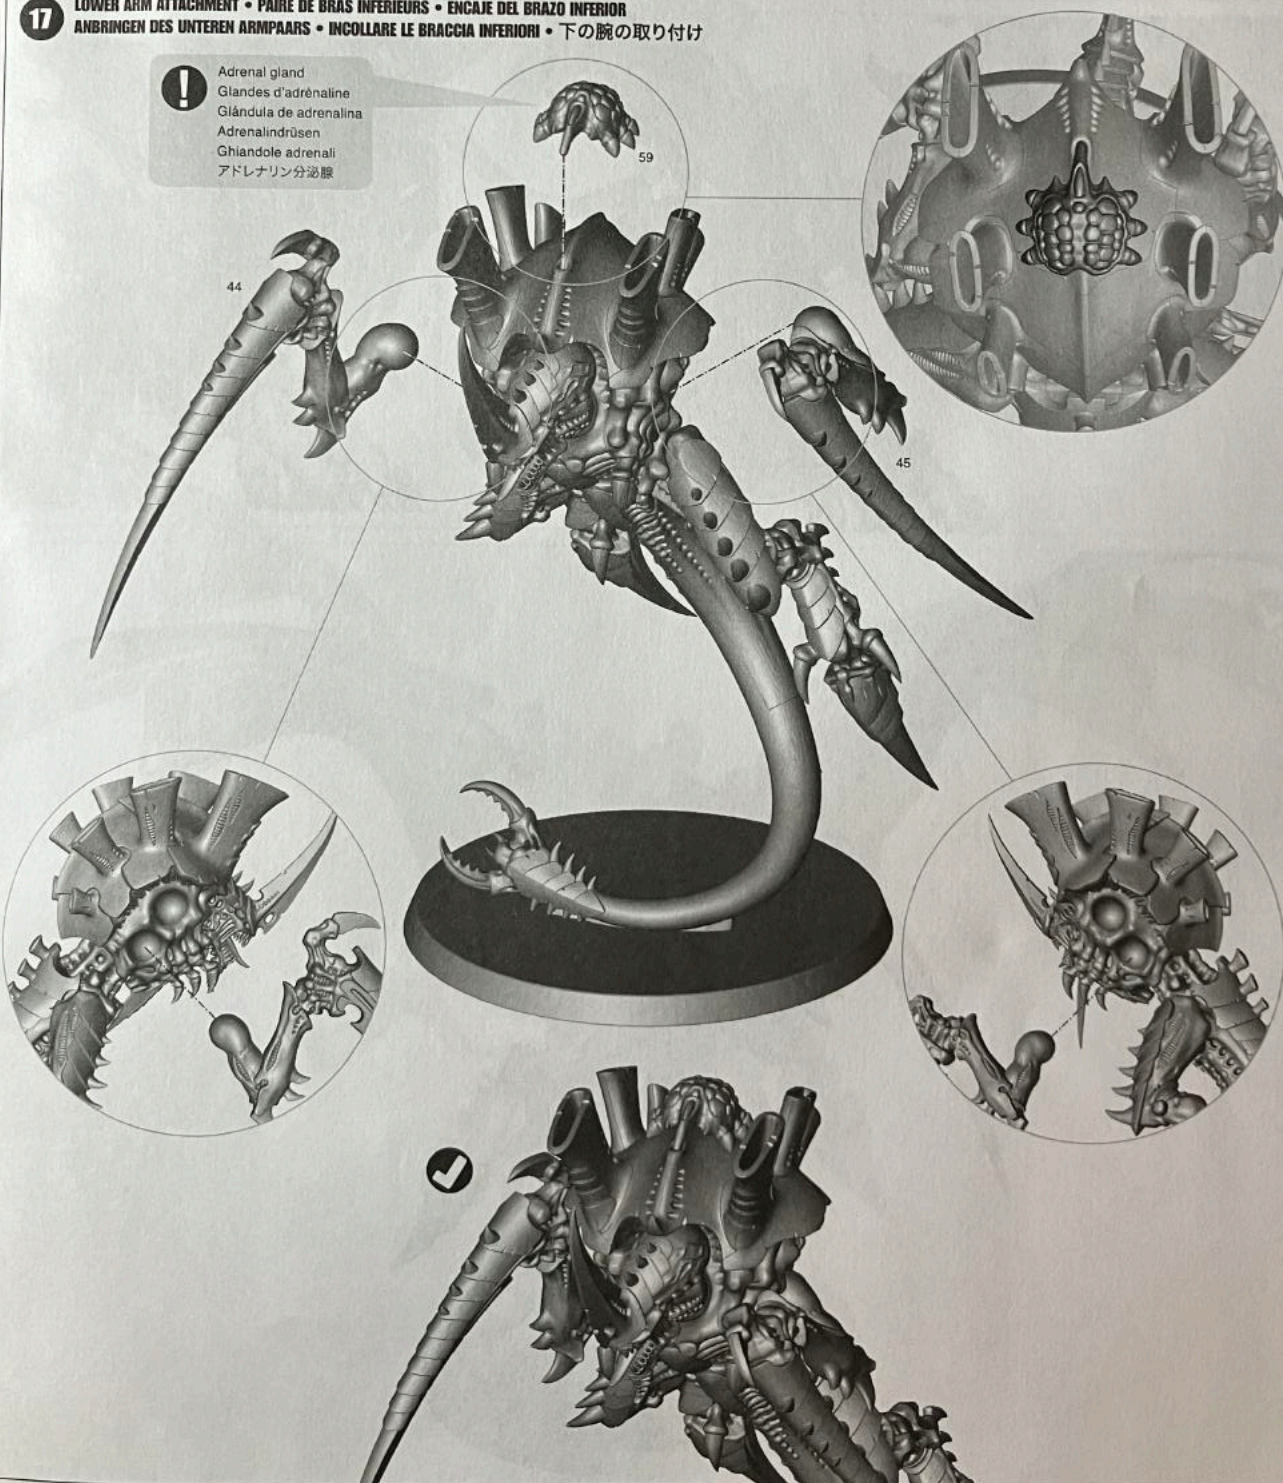 17
LOWER ARM ATTACHMENT • PAIRE DE BRAS INFÉRIEURS • ENCAJE DEL BRAZO INFERIOR
ANBRINGEN DES UNTEREN ARMPAARS • INCOLLARE LE BRACCIA INFERIORI • 下の腕の取り付け
!
Adrenal gland
Glandes d'adrénaline
Glándula de adrenalina
Adrenalindrüsen
Ghiandole adrenali
アドレナリン分泌腺
59
44
45